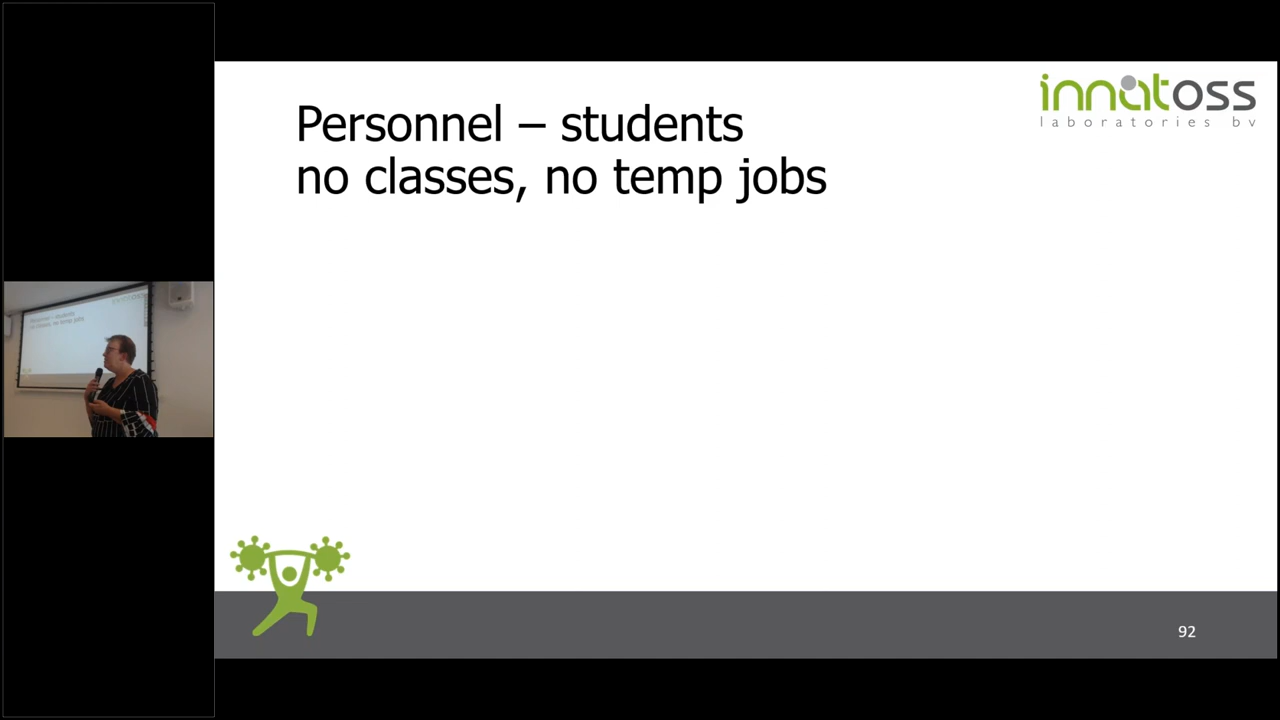 innatoss
laboratories bv
Personnel – students
no classes, no temp jobs
92